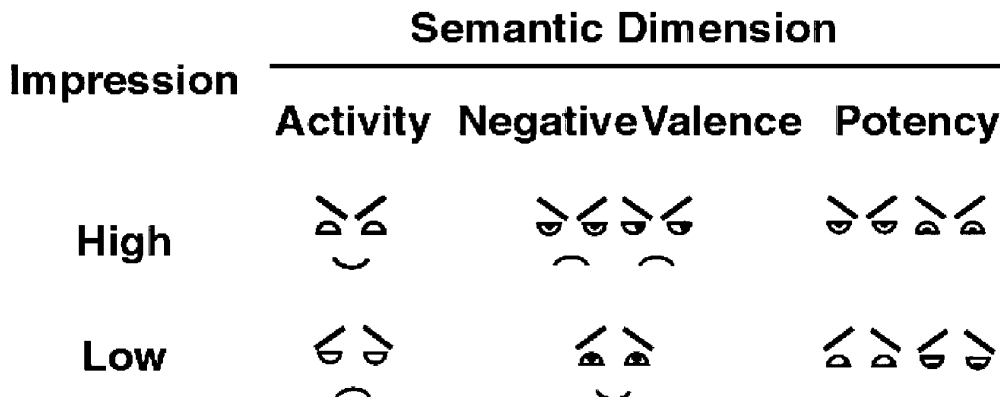 Semantic Dimension
Impression
Activity Negative Valence Potency
High
Low